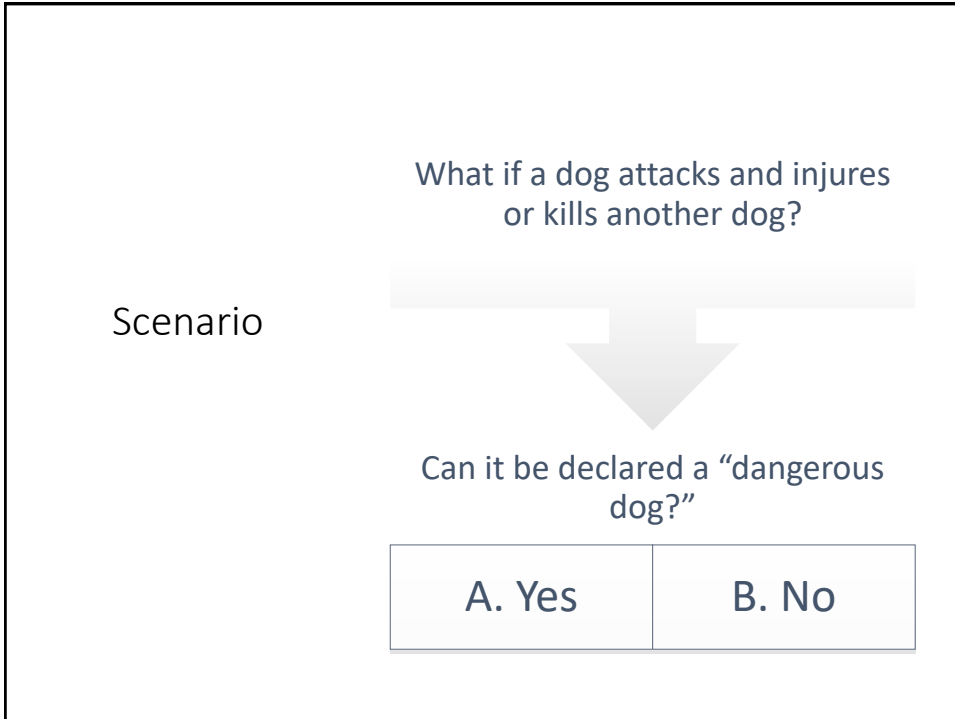 Scenario
What if a dog attacks and injures
or kills another dog?
Can it be declared a “dangerous
dog?”
A. Yes
B. No